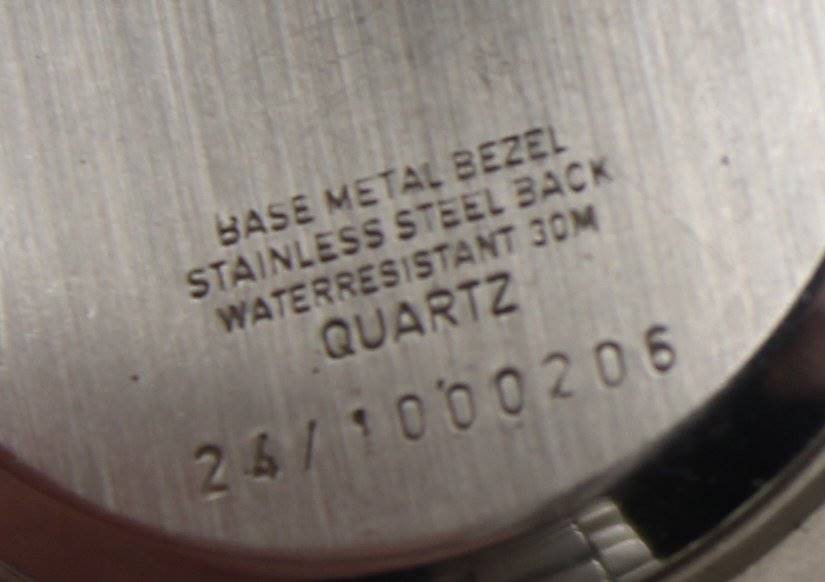 BASE METAL BEZEL
STAINLESS STEEL BACK
WATERRESISTANT 30M
QUARTZ
24/1000206